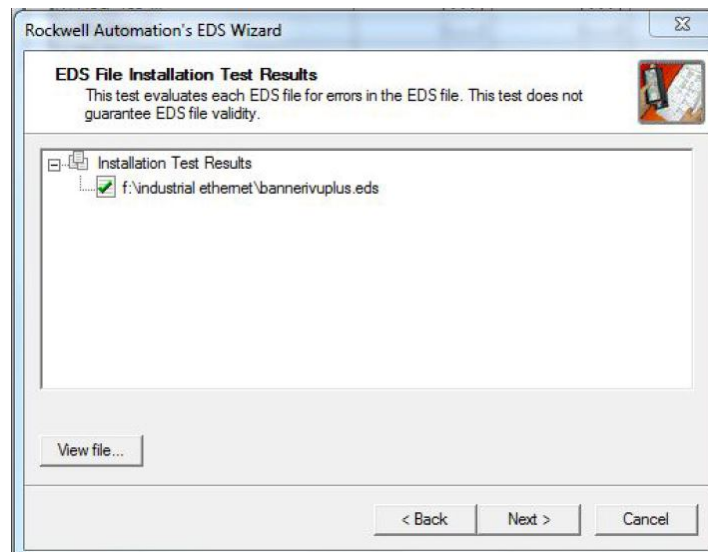 Rockwell Automation's EDS Wizard
EDS File Installation Test Results
This test evaluates each EDS file for errors in the EDS file. This test does not
guarantee EDS file validity.
Installation Test Results
f:\industrial ethernet\bannerivuplus.eds
View file...
< Back
Next >
Cancel